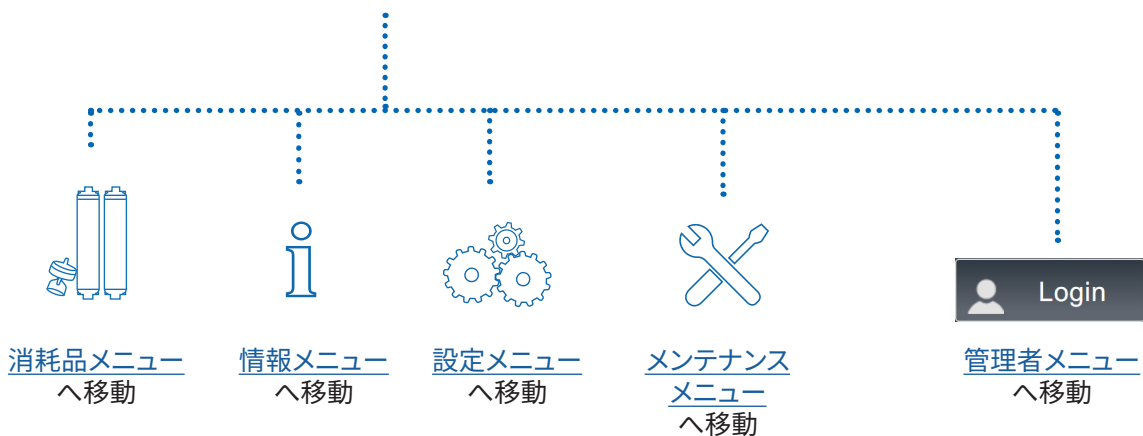 Login
消耗品メニュー
へ移動
情報メニュー
へ移動
設定メニュー
へ移動
メンテナンス
メニュー
へ移動
管理者メニュー
へ移動